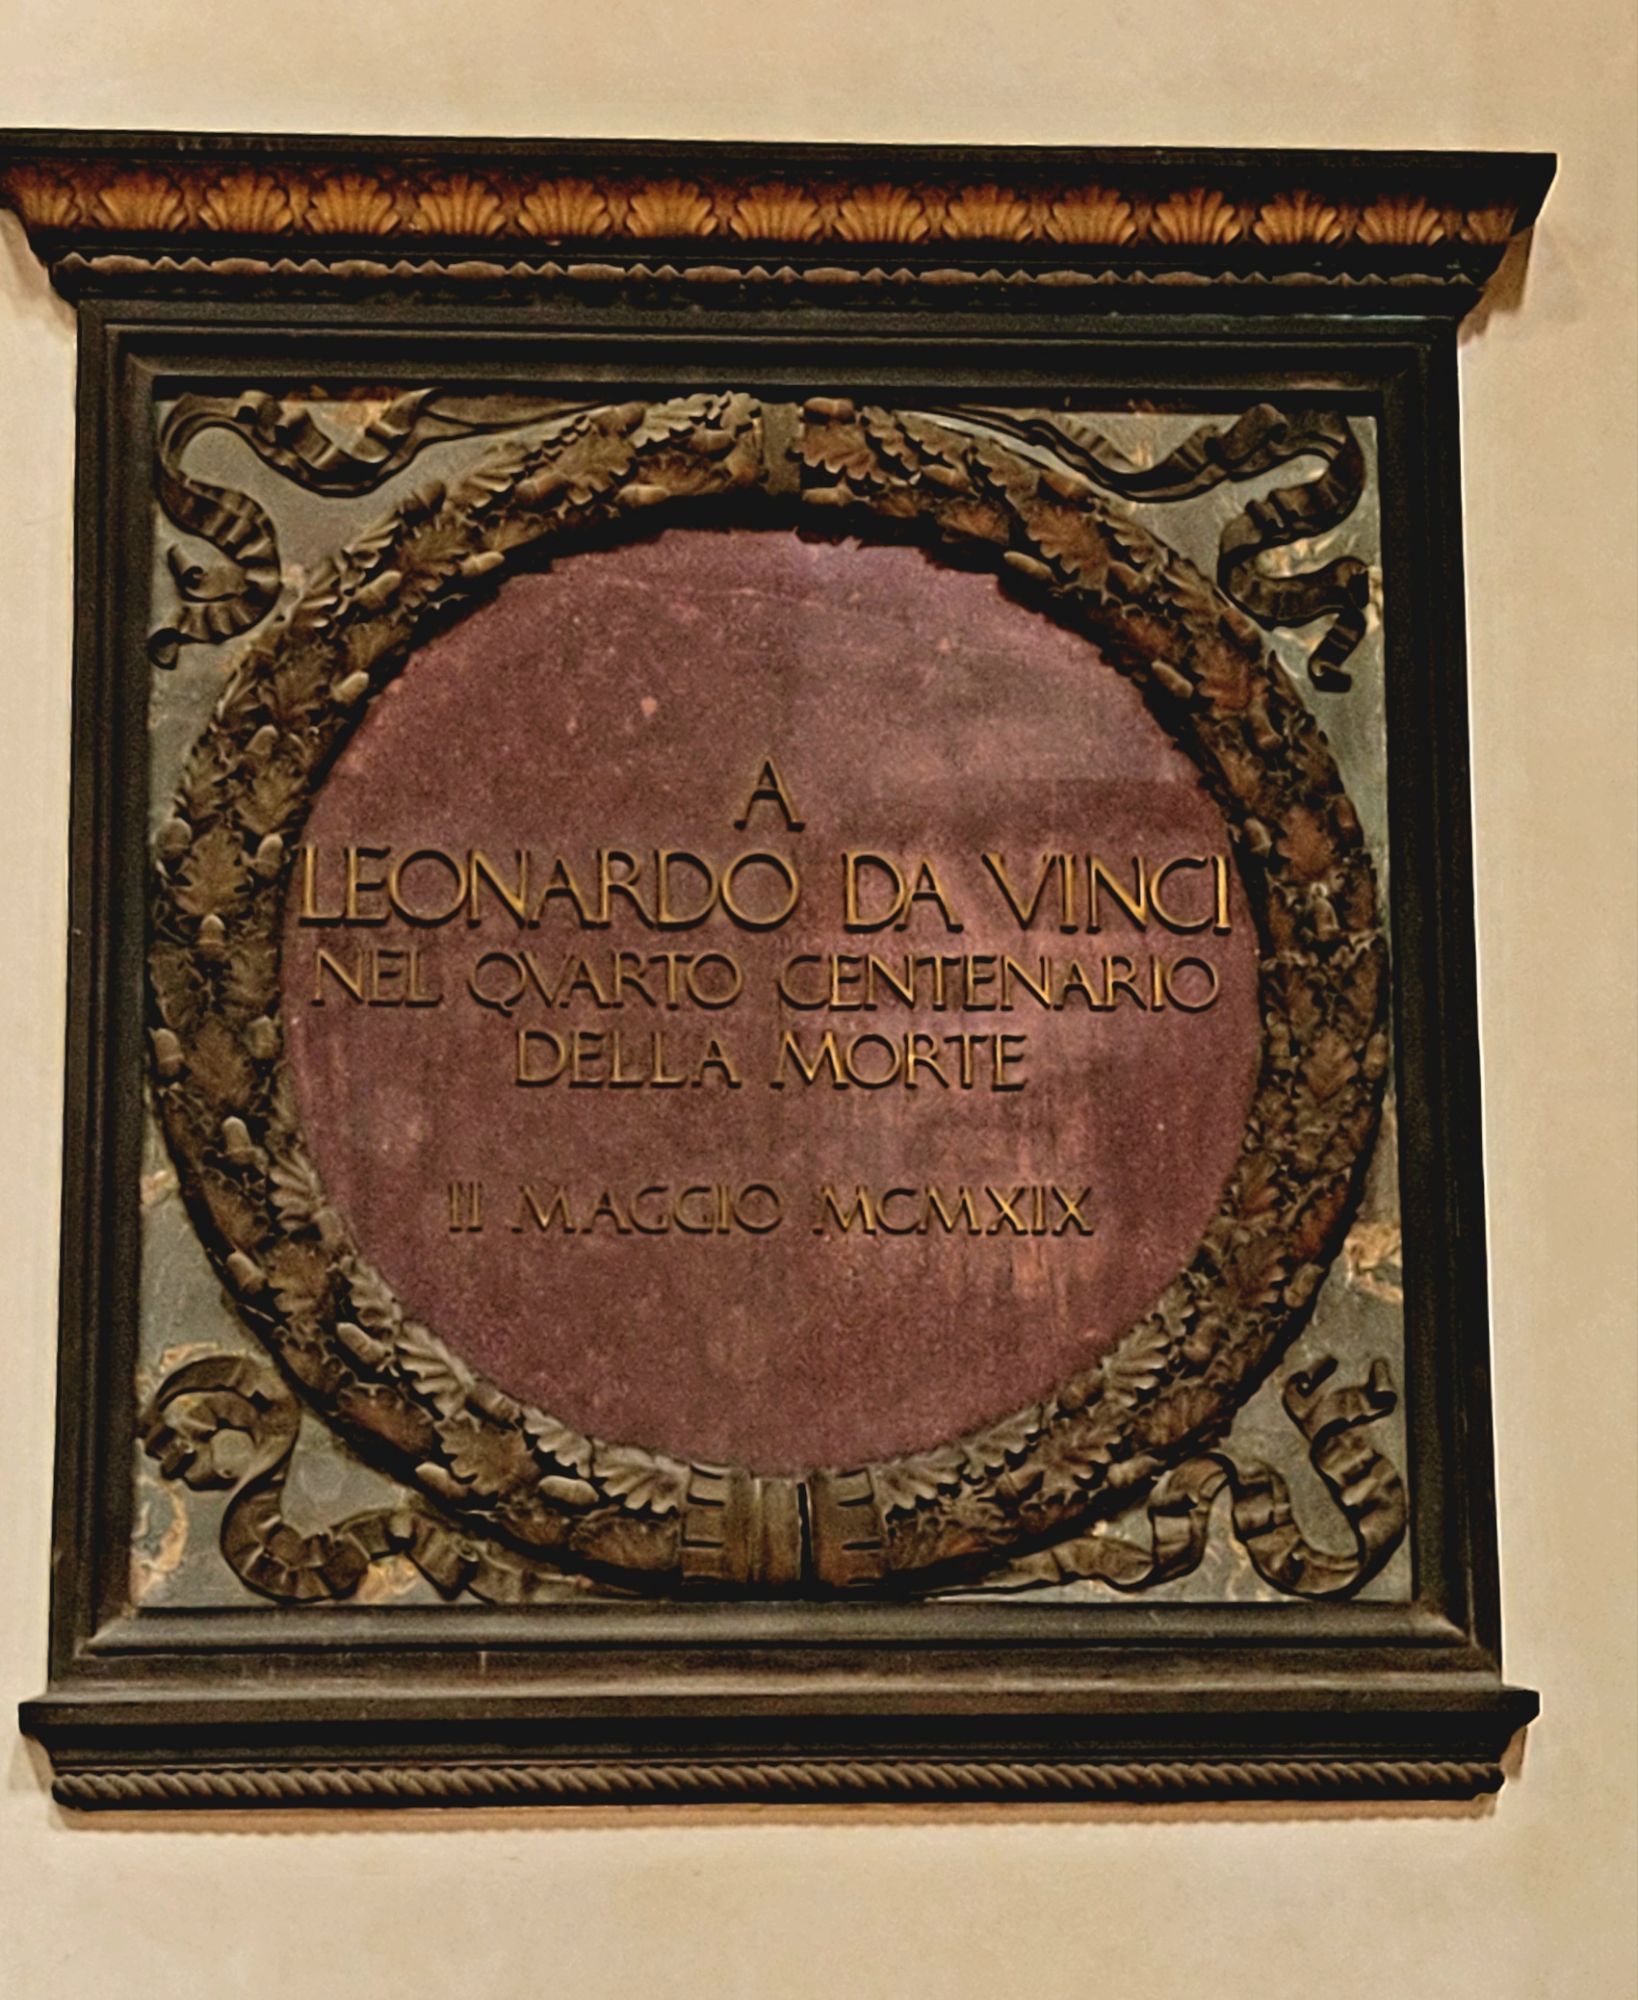 A
LEONARDO DA VINCI
NEL QVARTO CENTENARIO
DELLA MORTE
II MAGGIO MCMXIX